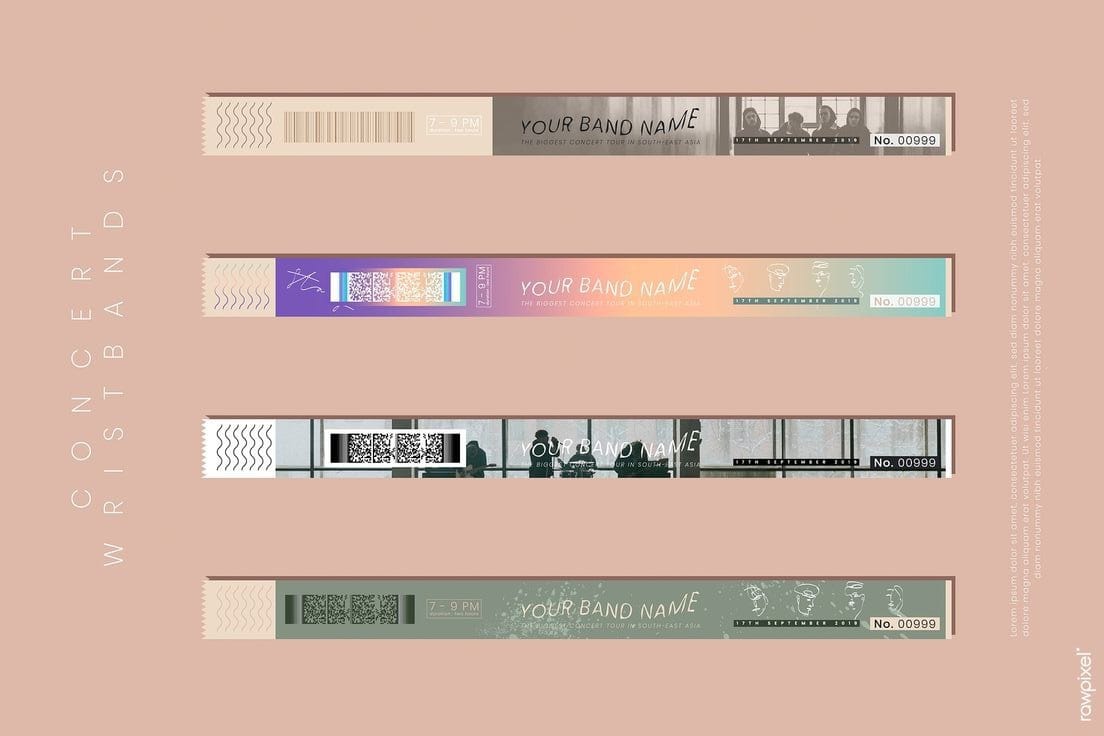 CONCERT
WRISTBANDS
7 - 9 PM
duration : two hours
YOUR BAND NAME
THE BIGGEST CONCERT TOUR IN SOUTH-EAST ASIA
17TH SEPTEMBER 2019
No. 00999
7 - 9 PM
duration : two hours
YOUR BAND NAME
THE BIGGEST CONCERT TOUR IN SOUTH-EAST ASIA
17TH SEPTEMBER 2019
No. 00999
YOUR BAND NAME
THE BIGGEST CONCERT TOUR IN SOUTH-EAST ASIA
17TH SEPTEMBER 2019
No. 00999
7 - 9 PM
duration : two hours
YOUR BAND NAME
THE BIGGEST CONCERT TOUR IN SOUTH-EAST ASIA
17TH SEPTEMBER 2019
No. 00999
Lorem ipsum dolor sit amet, consectetuer adipiscing elit, sed diam nonummy nibh euismod tincidunt ut laoreet
dolore magna aliquam erat volutpat. Ut wisi enim Lorem ipsum dolor sit amet, consectetuer adipiscing elit, sed
diam nonummy nibh euismod tincidunt ut laoreet dolore magna aliquam erat volutpat
rawpixel